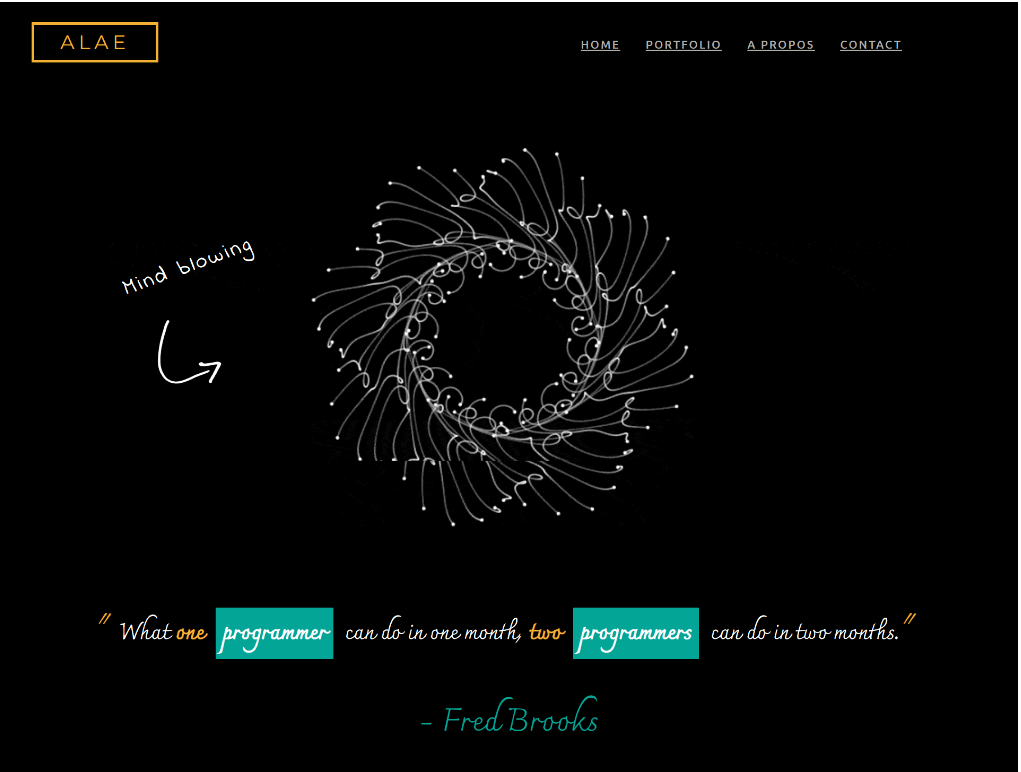 ALAE
HOME PORTFOLIO A PROPOS CONTACT
Mind blowing
" What one programmer can do in one month, two programmers can do in two months. "
- Fred Brooks